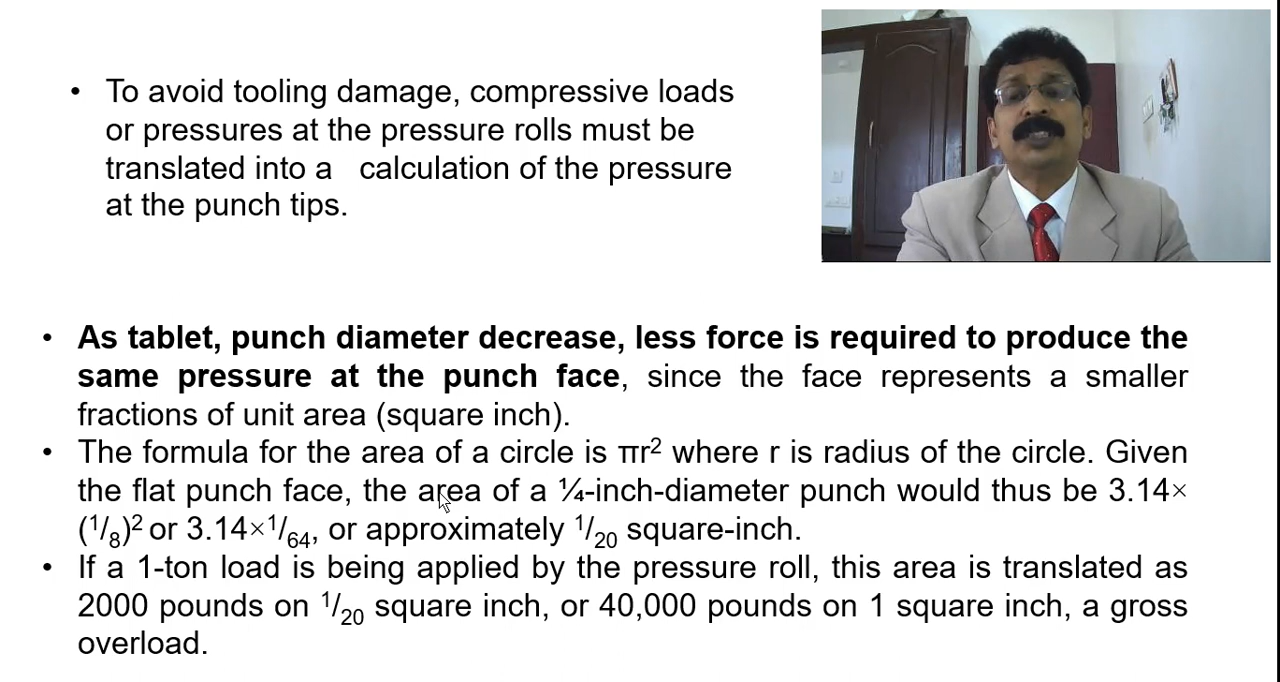 • To avoid tooling damage, compressive loads
or pressures at the pressure rolls must be
translated into a calculation of the pressure
at the punch tips.
• As tablet, punch diameter decrease, less force is required to produce the
same pressure at the punch face, since the face represents a smaller
fractions of unit area (square inch).
• The formula for the area of a circle is πr² where r is radius of the circle. Given
the flat punch face, the area of a ¼-inch-diameter punch would thus be 3.14×
(¹/₈)² or 3.14×¹/₆₄, or approximately ¹/₂₀ square-inch.
• If a 1-ton load is being applied by the pressure roll, this area is translated as
2000 pounds on ¹/₂₀ square inch, or 40,000 pounds on 1 square inch, a gross
overload.